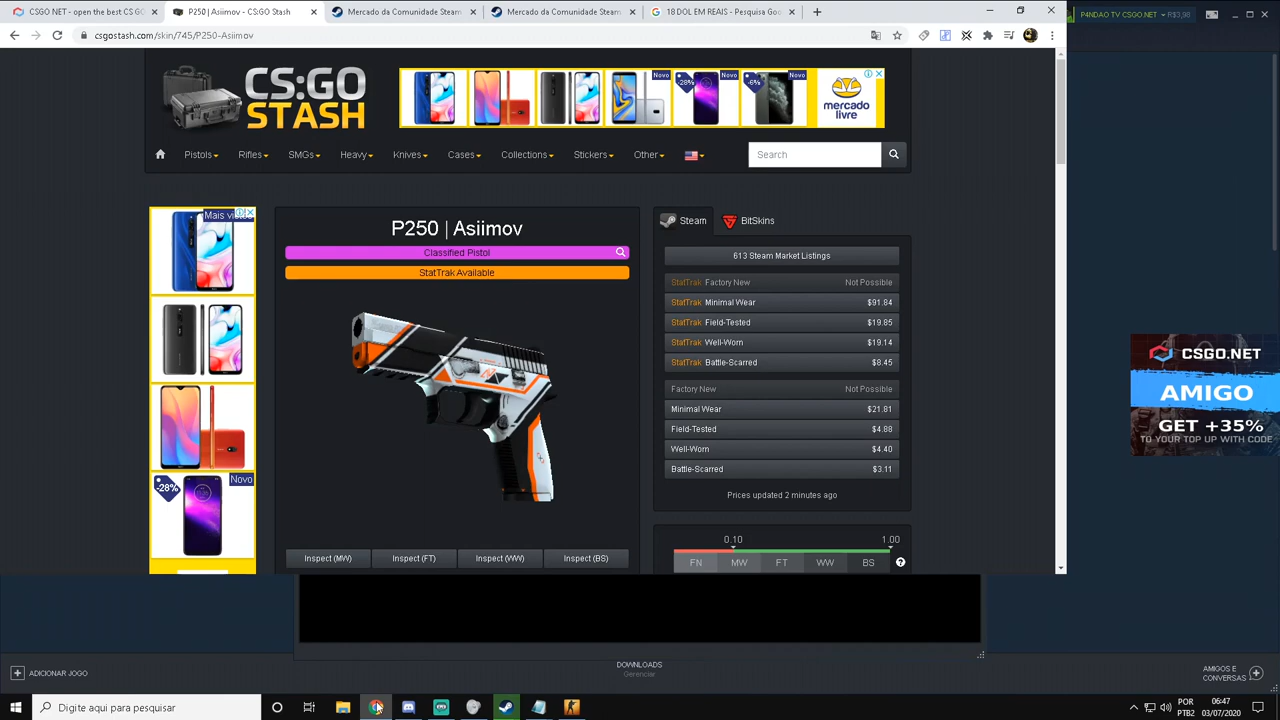 CSGO NET - open the best CS GO
P250 | Asiimov - CS:GO Stash
Mercado da Comunidade Steam
Mercado da Comunidade Steam
18 DOL EM REAIS - Pesquisa Goo
P4NDAO TV CSGO.NET
R$3,98
csgostash.com/skin/745/P250-Asiimov
CS:GO
STASH
Novo
-28%
Novo
-6%
Novo
mercado
livre
Pistols
Rifles
SMGs
Heavy
Knives
Cases
Collections
Stickers
Other
Search
Novo
-28%
P250 | Asiimov
Classified Pistol
StatTrak Available
Inspect (MW)
Inspect (FT)
Inspect (WW)
Inspect (BS)
Steam
BitSkins
613 Steam Market Listings
StatTrak Factory New Not Possible
StatTrak Minimal Wear $91.84
StatTrak Field-Tested $19.85
StatTrak Well-Worn $19.14
StatTrak Battle-Scarred $8.45
Factory New Not Possible
Minimal Wear $21.81
Field-Tested $4.88
Well-Worn $4.40
Battle-Scarred $3.11
Prices updated 2 minutes ago
0.10 1.00
FN MW FT WW BS
CSGO.NET
AMIGO
GET +35%
TO YOUR TOP UP WITH CODE
ADICIONAR JOGO
DOWNLOADS
Gerenciar
AMIGOS E
CONVERSAS
Digite aqui para pesquisar
POR
PTB2
06:47
03/07/2020